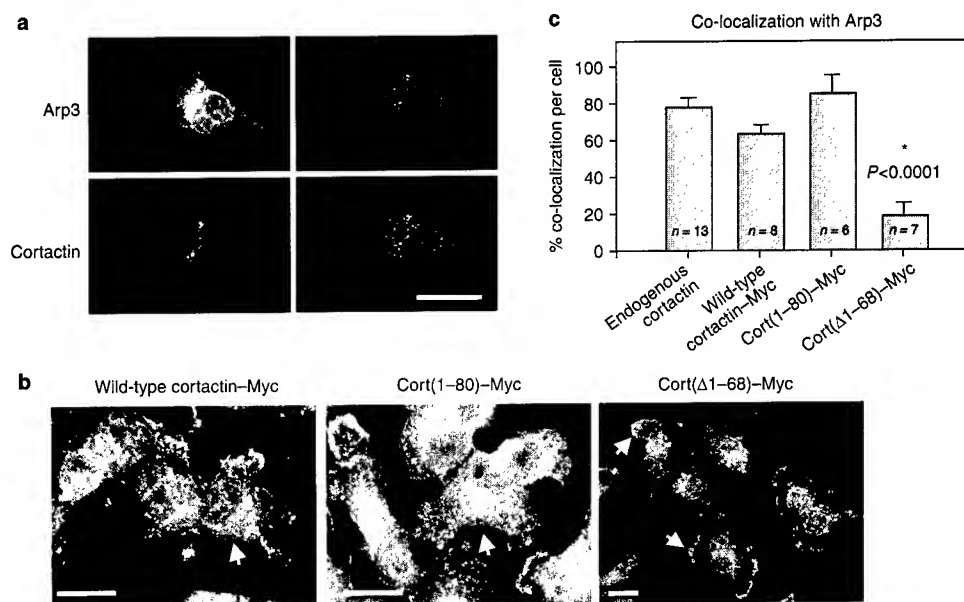 a
Arp3
Cortactin
c
Co-localization with Arp3
% co-localization per cell
100
80
60
40
20
0
*
P<0.0001
n = 13
n = 8
n = 6
n = 7
Endogenous
cortactin
Wild-type
cortactin–Myc
Cort(1–80)–Myc
Cort(Δ1–68)–Myc
b
Wild-type cortactin–Myc
Cort(1–80)–Myc
Cort(Δ1–68)–Myc